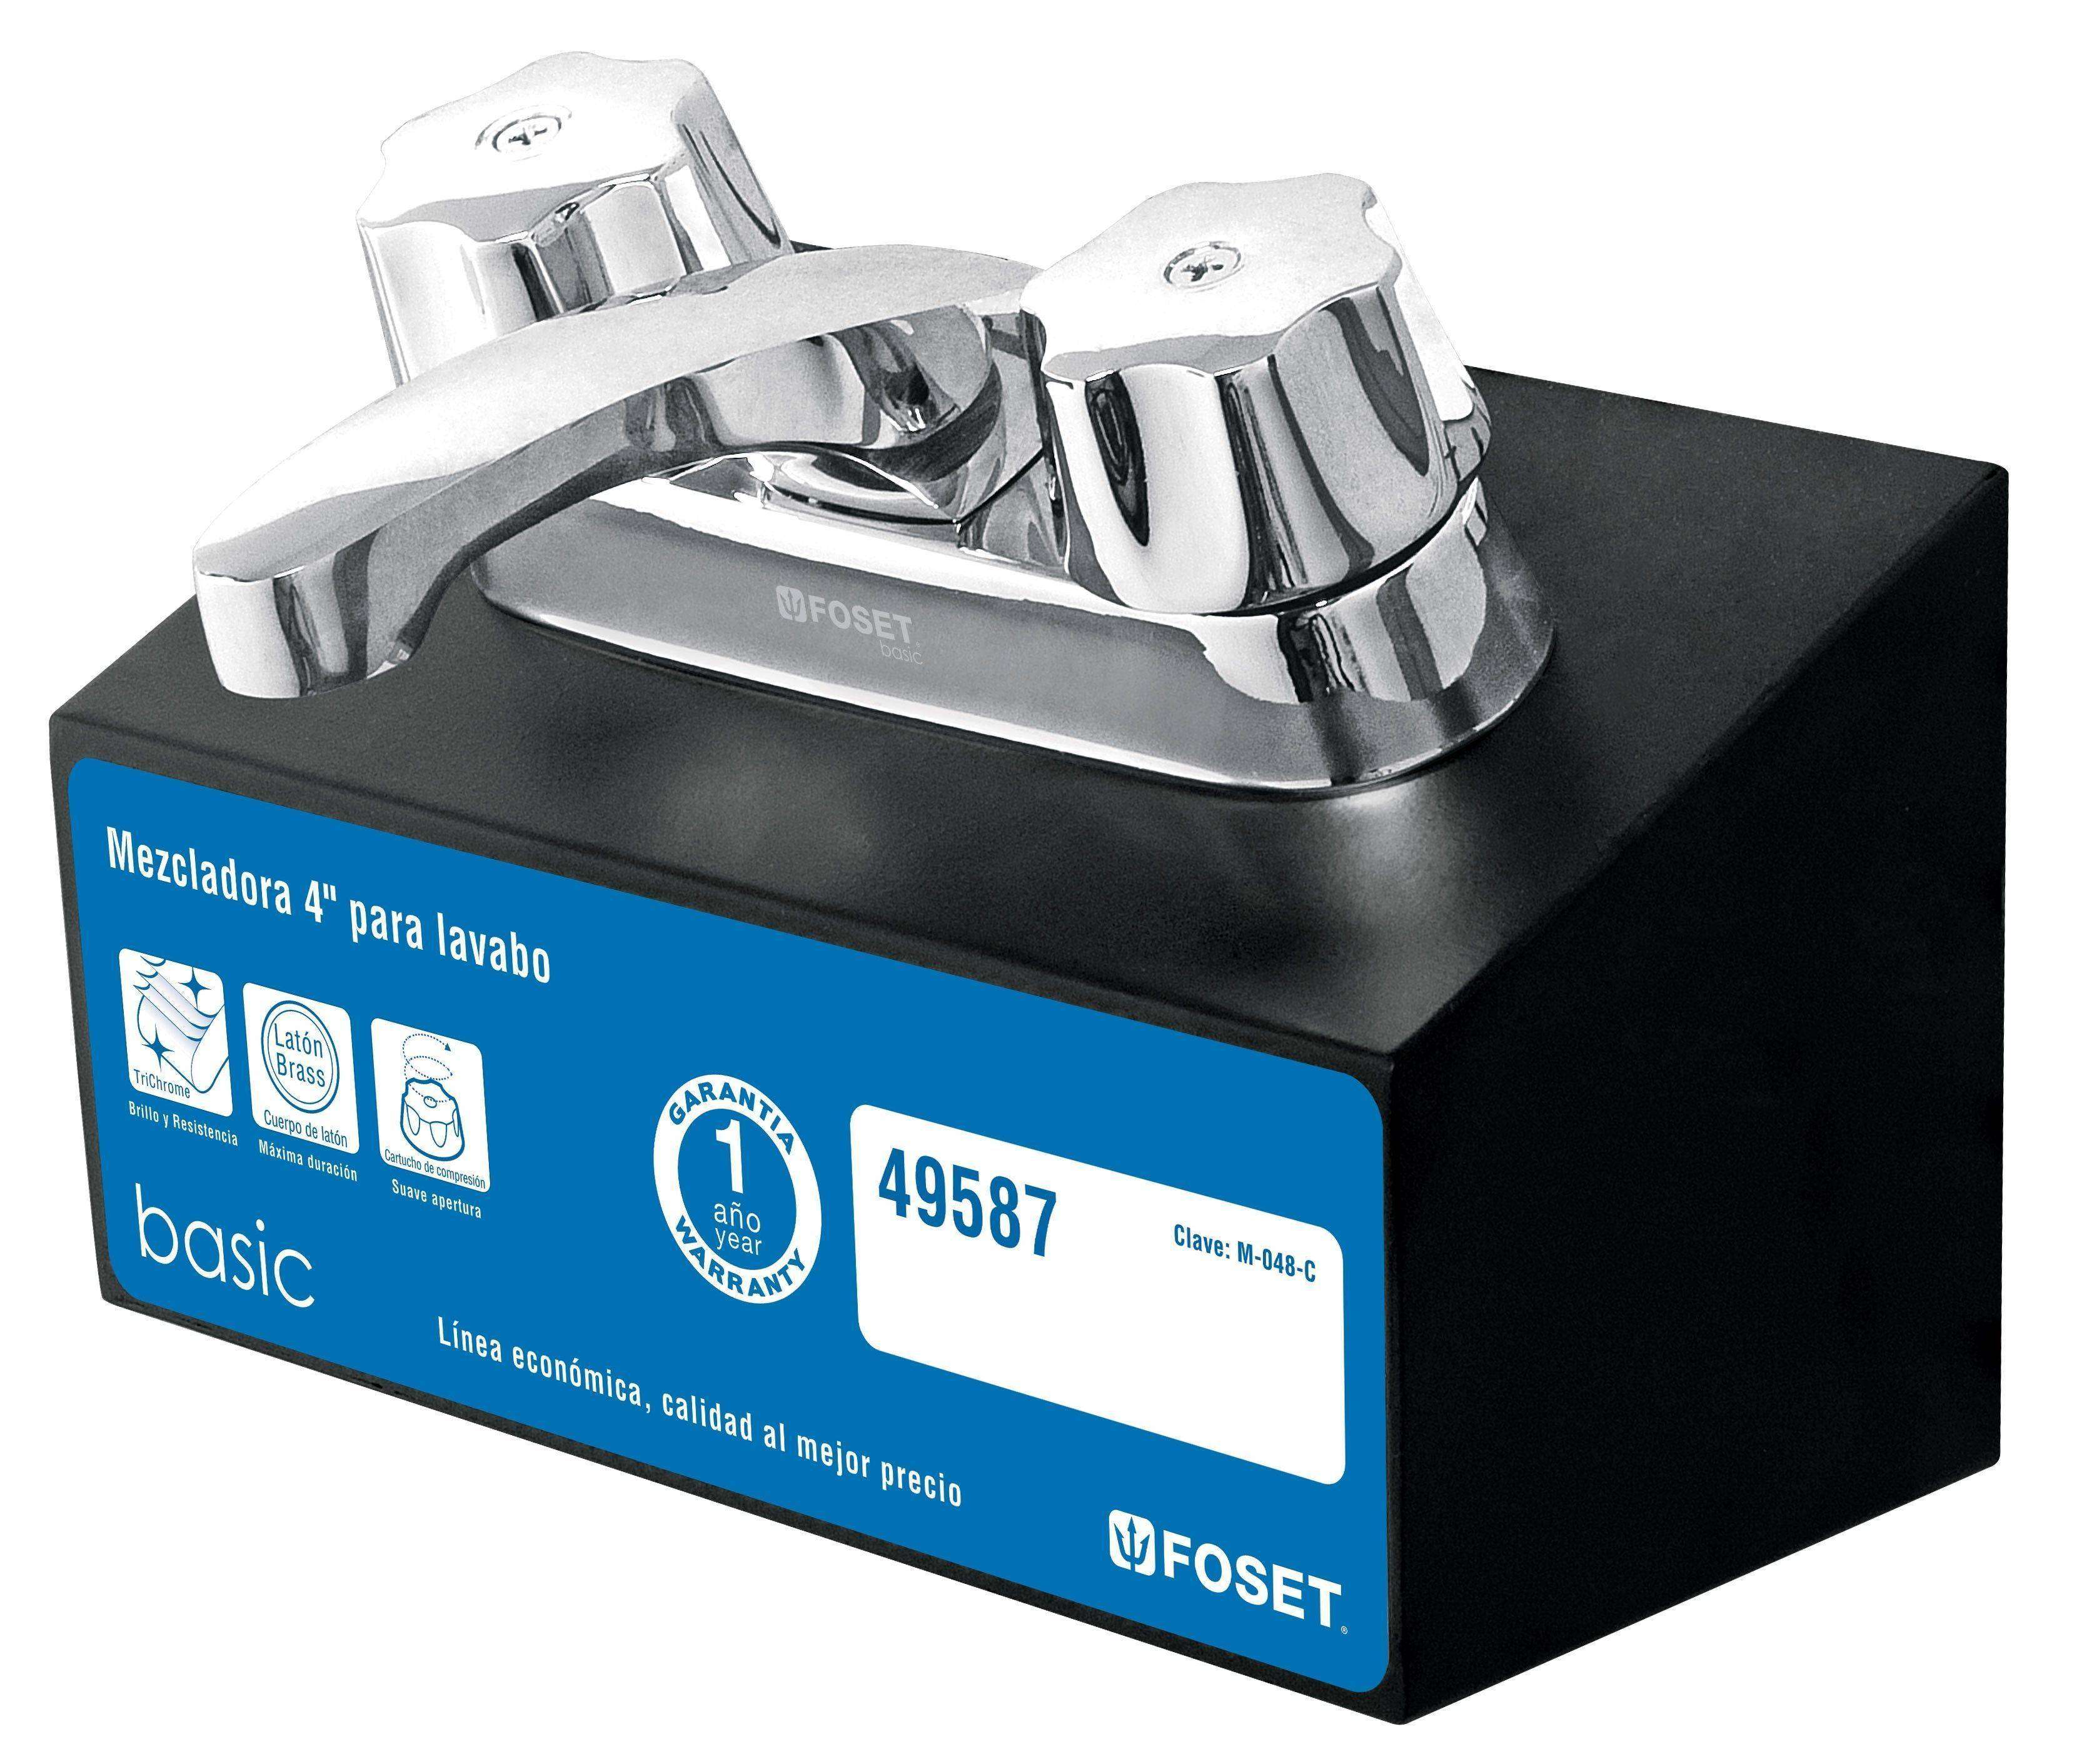 FOSET
basic
Mezcladora 4" para lavabo
TriChrome
Brillo y Resistencia
Latón
Brass
Cuerpo de latón
Máxima duración
Cartucho de compresión
Suave apertura
basic
GARANTIA
1
año
year
WARRANTY
49587
Clave: M-048-C
Línea económica, calidad al mejor precio
FOSET®